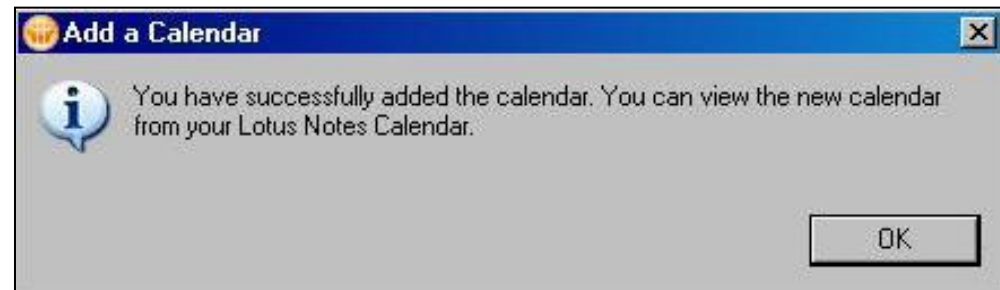 Add a Calendar
You have successfully added the calendar. You can view the new calendar
from your Lotus Notes Calendar.
OK